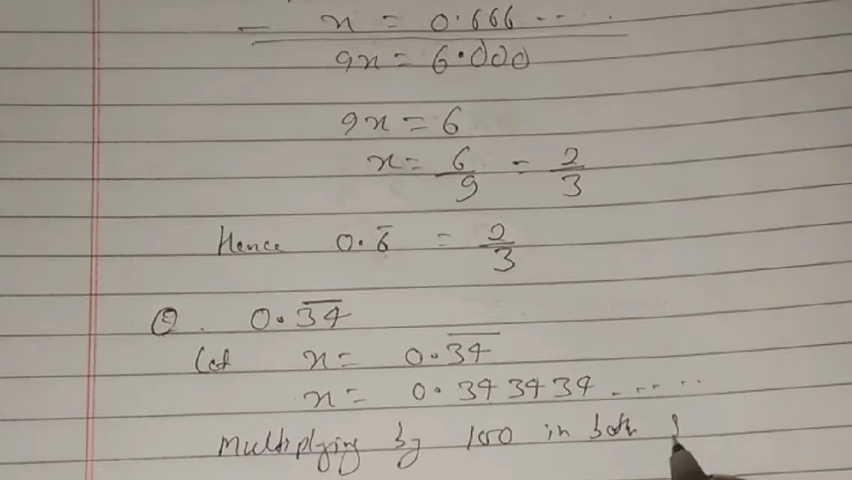 - x = 0.666 .....
9x = 6.000
9x = 6
x = 6/9 = 2/3
Hence 0.6̅ = 2/3
Q. 0.3̅4̅
Let x = 0.3̅4̅
x = 0.343434 ......
Multiplying by 100 in both